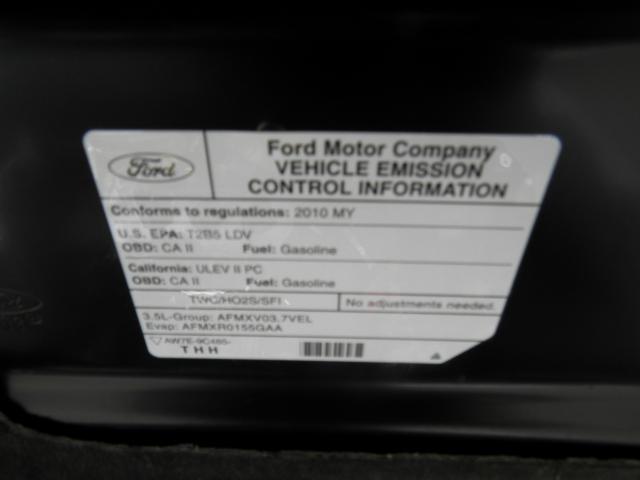 Ford
Ford Motor Company
VEHICLE EMISSION
CONTROL INFORMATION
Conforms to regulations: 2010 MY
U.S. EPA: T2B5 LDV
OBD: CA II Fuel: Gasoline
California: ULEV II PC
OBD: CA II Fuel: Gasoline
TWC/HO2S/SFI No adjustments needed.
3.5L-Group: AFMXV03.7VEL
Evap: AFMXR0155GAA
AW7E-9C485-
T H H